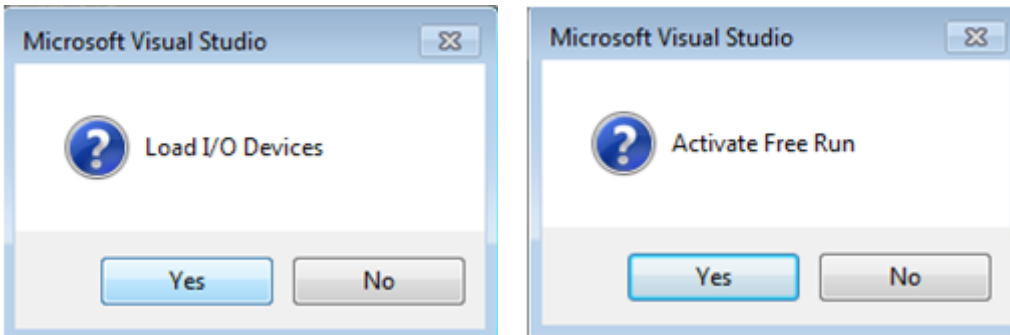 Microsoft Visual Studio
Load I/O Devices
Yes No
Microsoft Visual Studio
Activate Free Run
Yes No